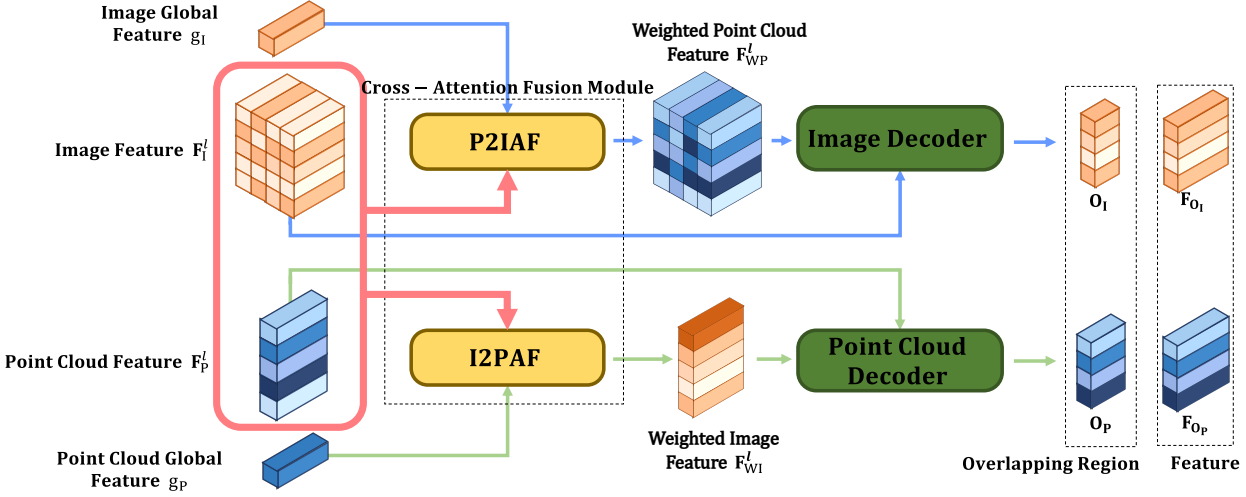 Image Global
Feature g_I
Weighted Point Cloud
Feature F^l_WP
Cross − Attention Fusion Module
Image Feature F^l_I
P2IAF
Image Decoder
O_I
F_O_I
Point Cloud Feature F^l_P
I2PAF
Point Cloud
Decoder
O_P
F_O_P
Weighted Image
Feature F^l_WI
Point Cloud Global
Feature g_P
Overlapping Region
Feature